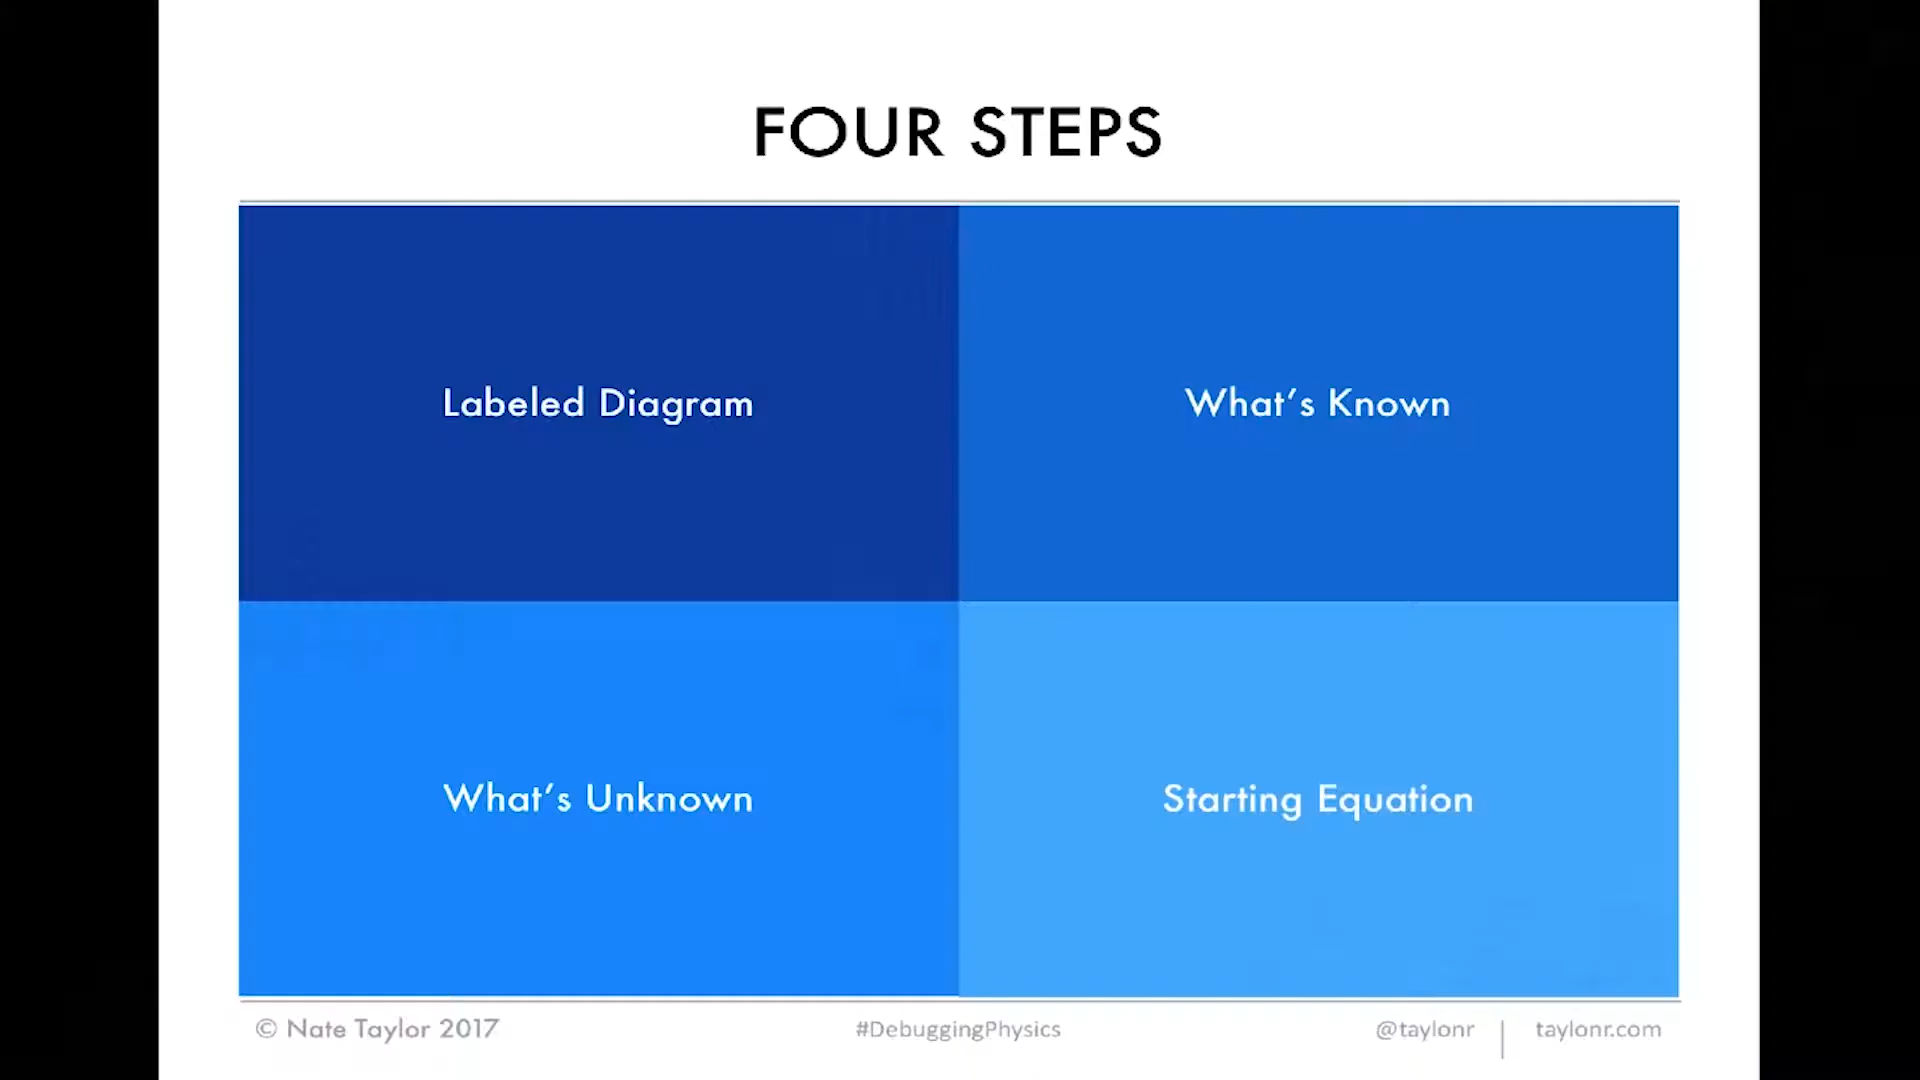 FOUR STEPS
Labeled Diagram
What’s Known
What’s Unknown
Starting Equation
© Nate Taylor 2017
#DebuggingPhysics
@taylonr | taylonr.com